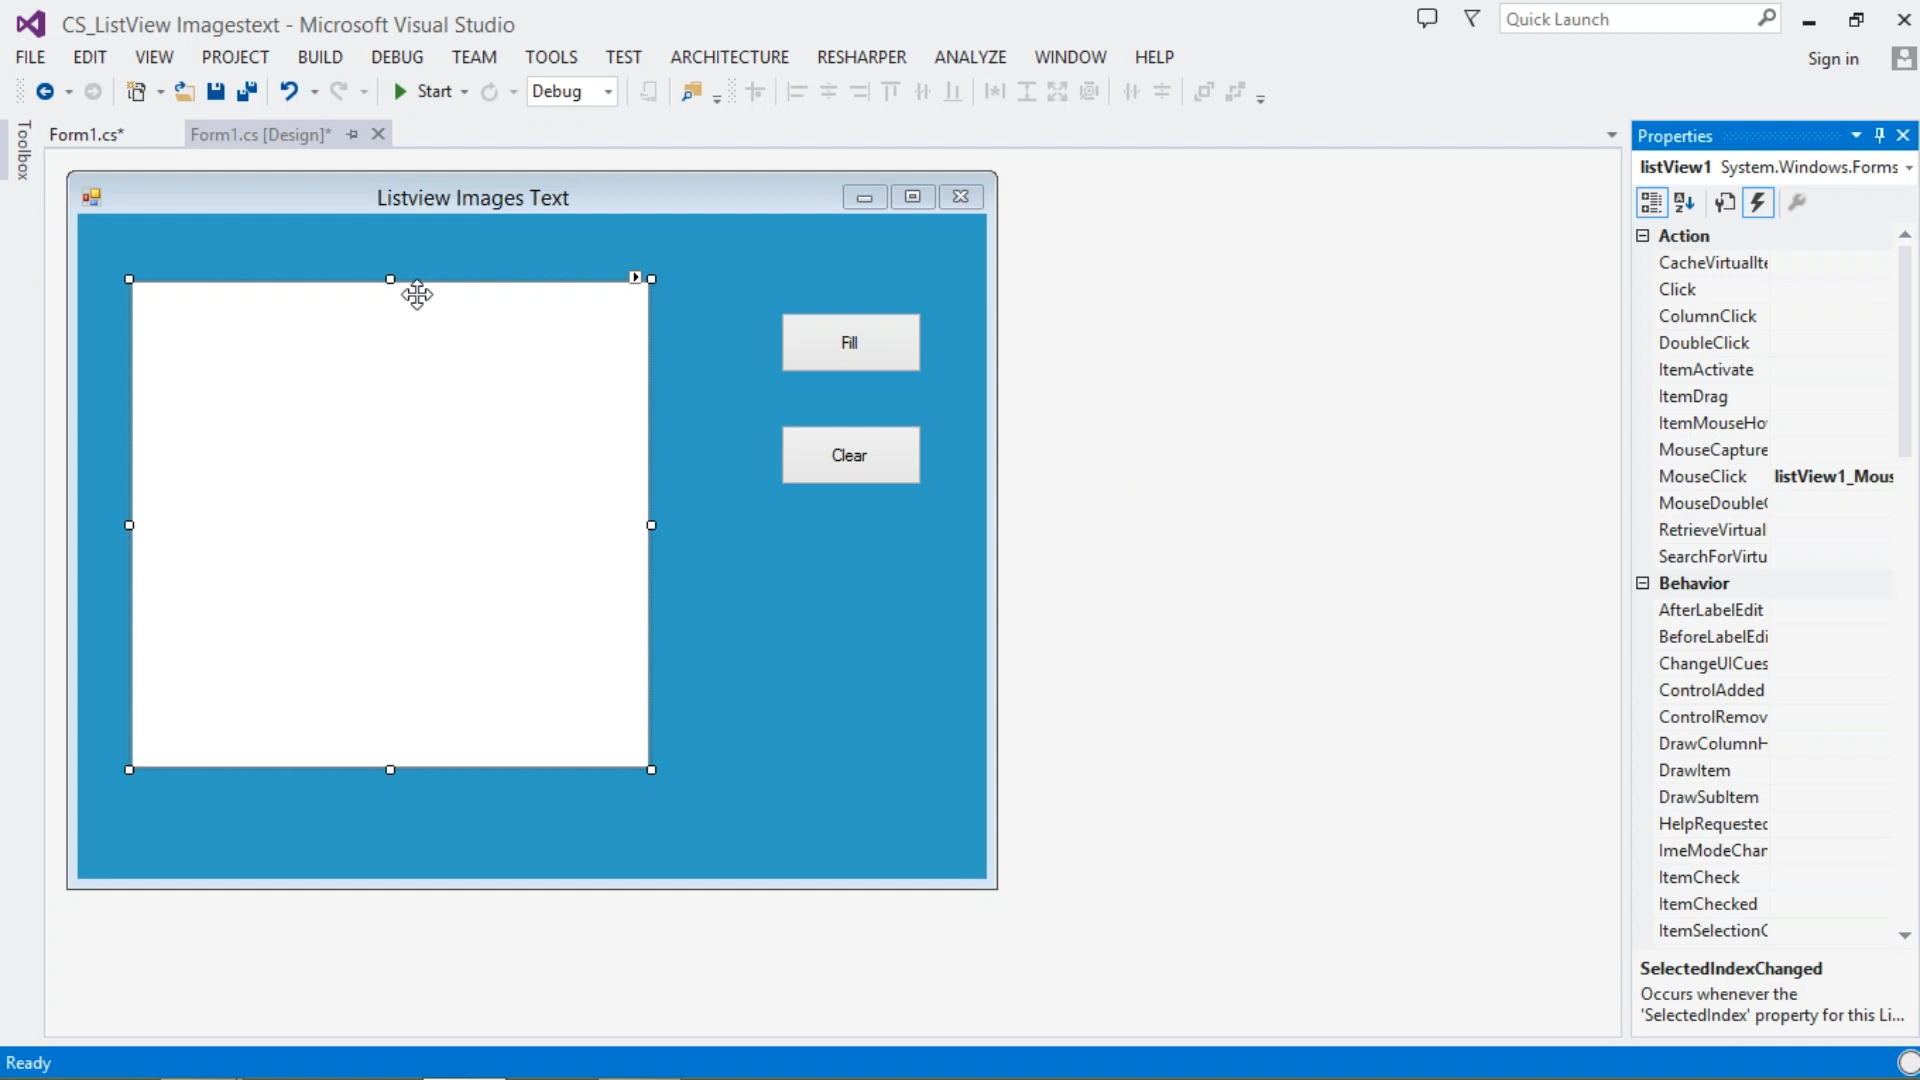 CS_ListView Imagestext - Microsoft Visual Studio
Quick Launch
FILE EDIT VIEW PROJECT BUILD DEBUG TEAM TOOLS TEST ARCHITECTURE RESHARPER ANALYZE WINDOW HELP
Sign in
Start
Debug
Toolbox
Form1.cs*
Form1.cs [Design]*
Listview Images Text
Fill
Clear
Properties
listView1 System.Windows.Forms
Action
CacheVirtualIte
Click
ColumnClick
DoubleClick
ItemActivate
ItemDrag
ItemMouseHo
MouseCapture
MouseClick listView1_Mous
MouseDouble
RetrieveVirtual
SearchForVirtu
Behavior
AfterLabelEdit
BeforeLabelEdi
ChangeUICues
ControlAdded
ControlRemov
DrawColumnH
DrawItem
DrawSubItem
HelpRequested
ImeModeChan
ItemCheck
ItemChecked
ItemSelectionC
SelectedIndexChanged
Occurs whenever the
'SelectedIndex' property for this Li...
Ready